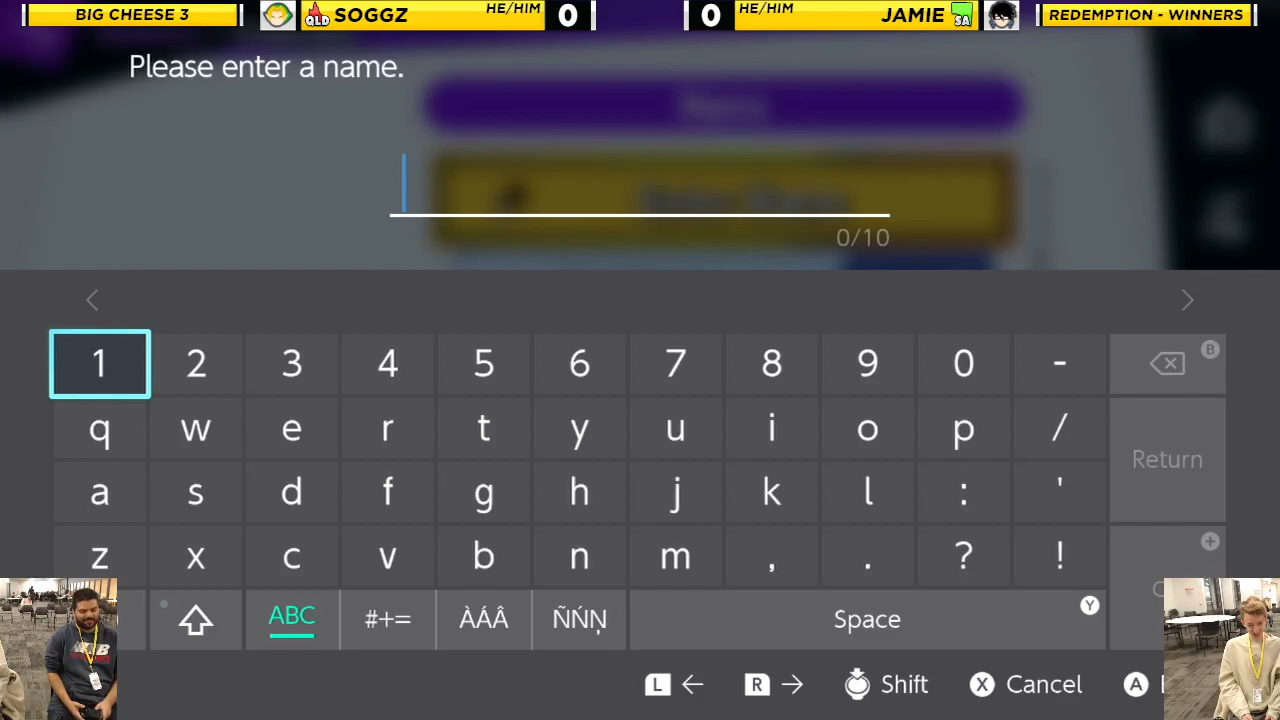 BIG CHEESE 3
QLD SOGGZ HE/HIM 0
0 HE/HIM JAMIE SA
REDEMPTION - WINNERS
Please enter a name.
0/10
1 2 3 4 5 6 7 8 9 0 - B
q w e r t y u i o p /
Return
a s d f g h j k l : '
z x c v b n m , . ? ! +
ABC #+= ÀÁÂ ÑŃŅ Space Y
L ← R → Shift X Cancel A